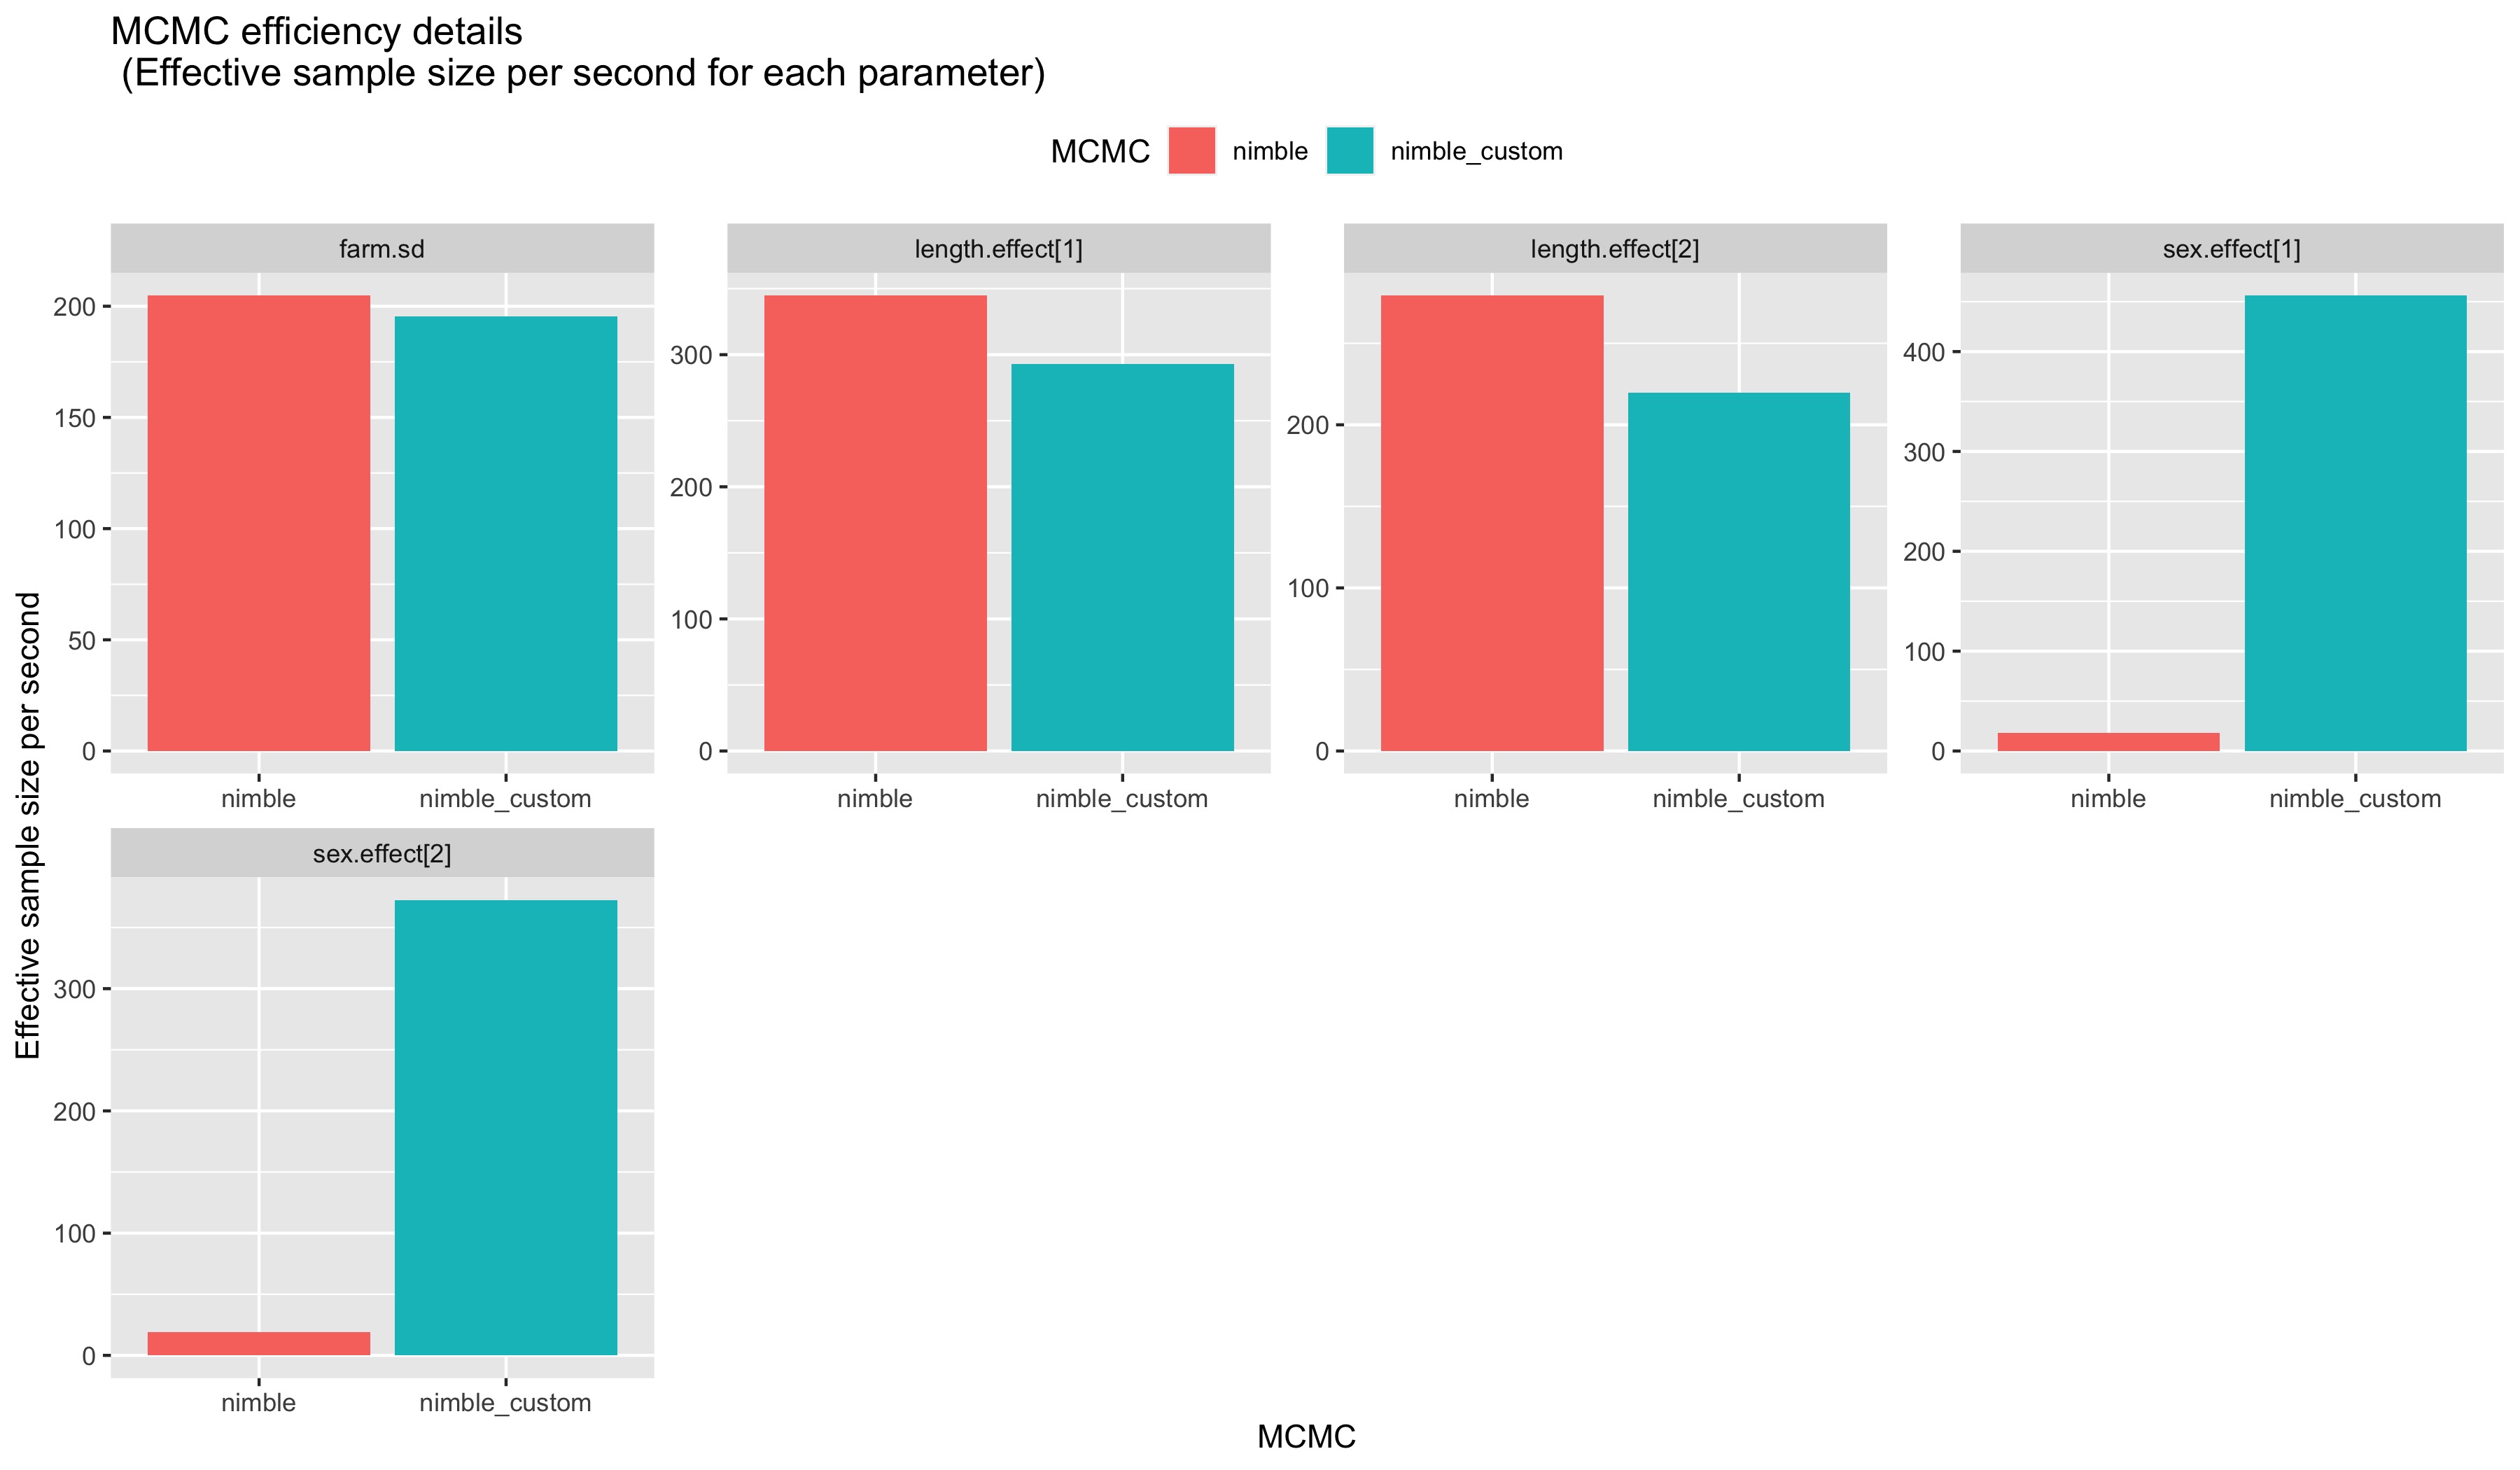 MCMC efficiency details
(Effective sample size per second for each parameter)
MCMC nimble nimble_custom
farm.sd length.effect[1] length.effect[2] sex.effect[1]
200
150
100
50
0
300
200
100
0
200
100
0
400
300
200
100
0
nimble nimble_custom nimble nimble_custom nimble nimble_custom nimble nimble_custom
sex.effect[2]
300
200
100
0
nimble nimble_custom
Effective sample size per second
MCMC